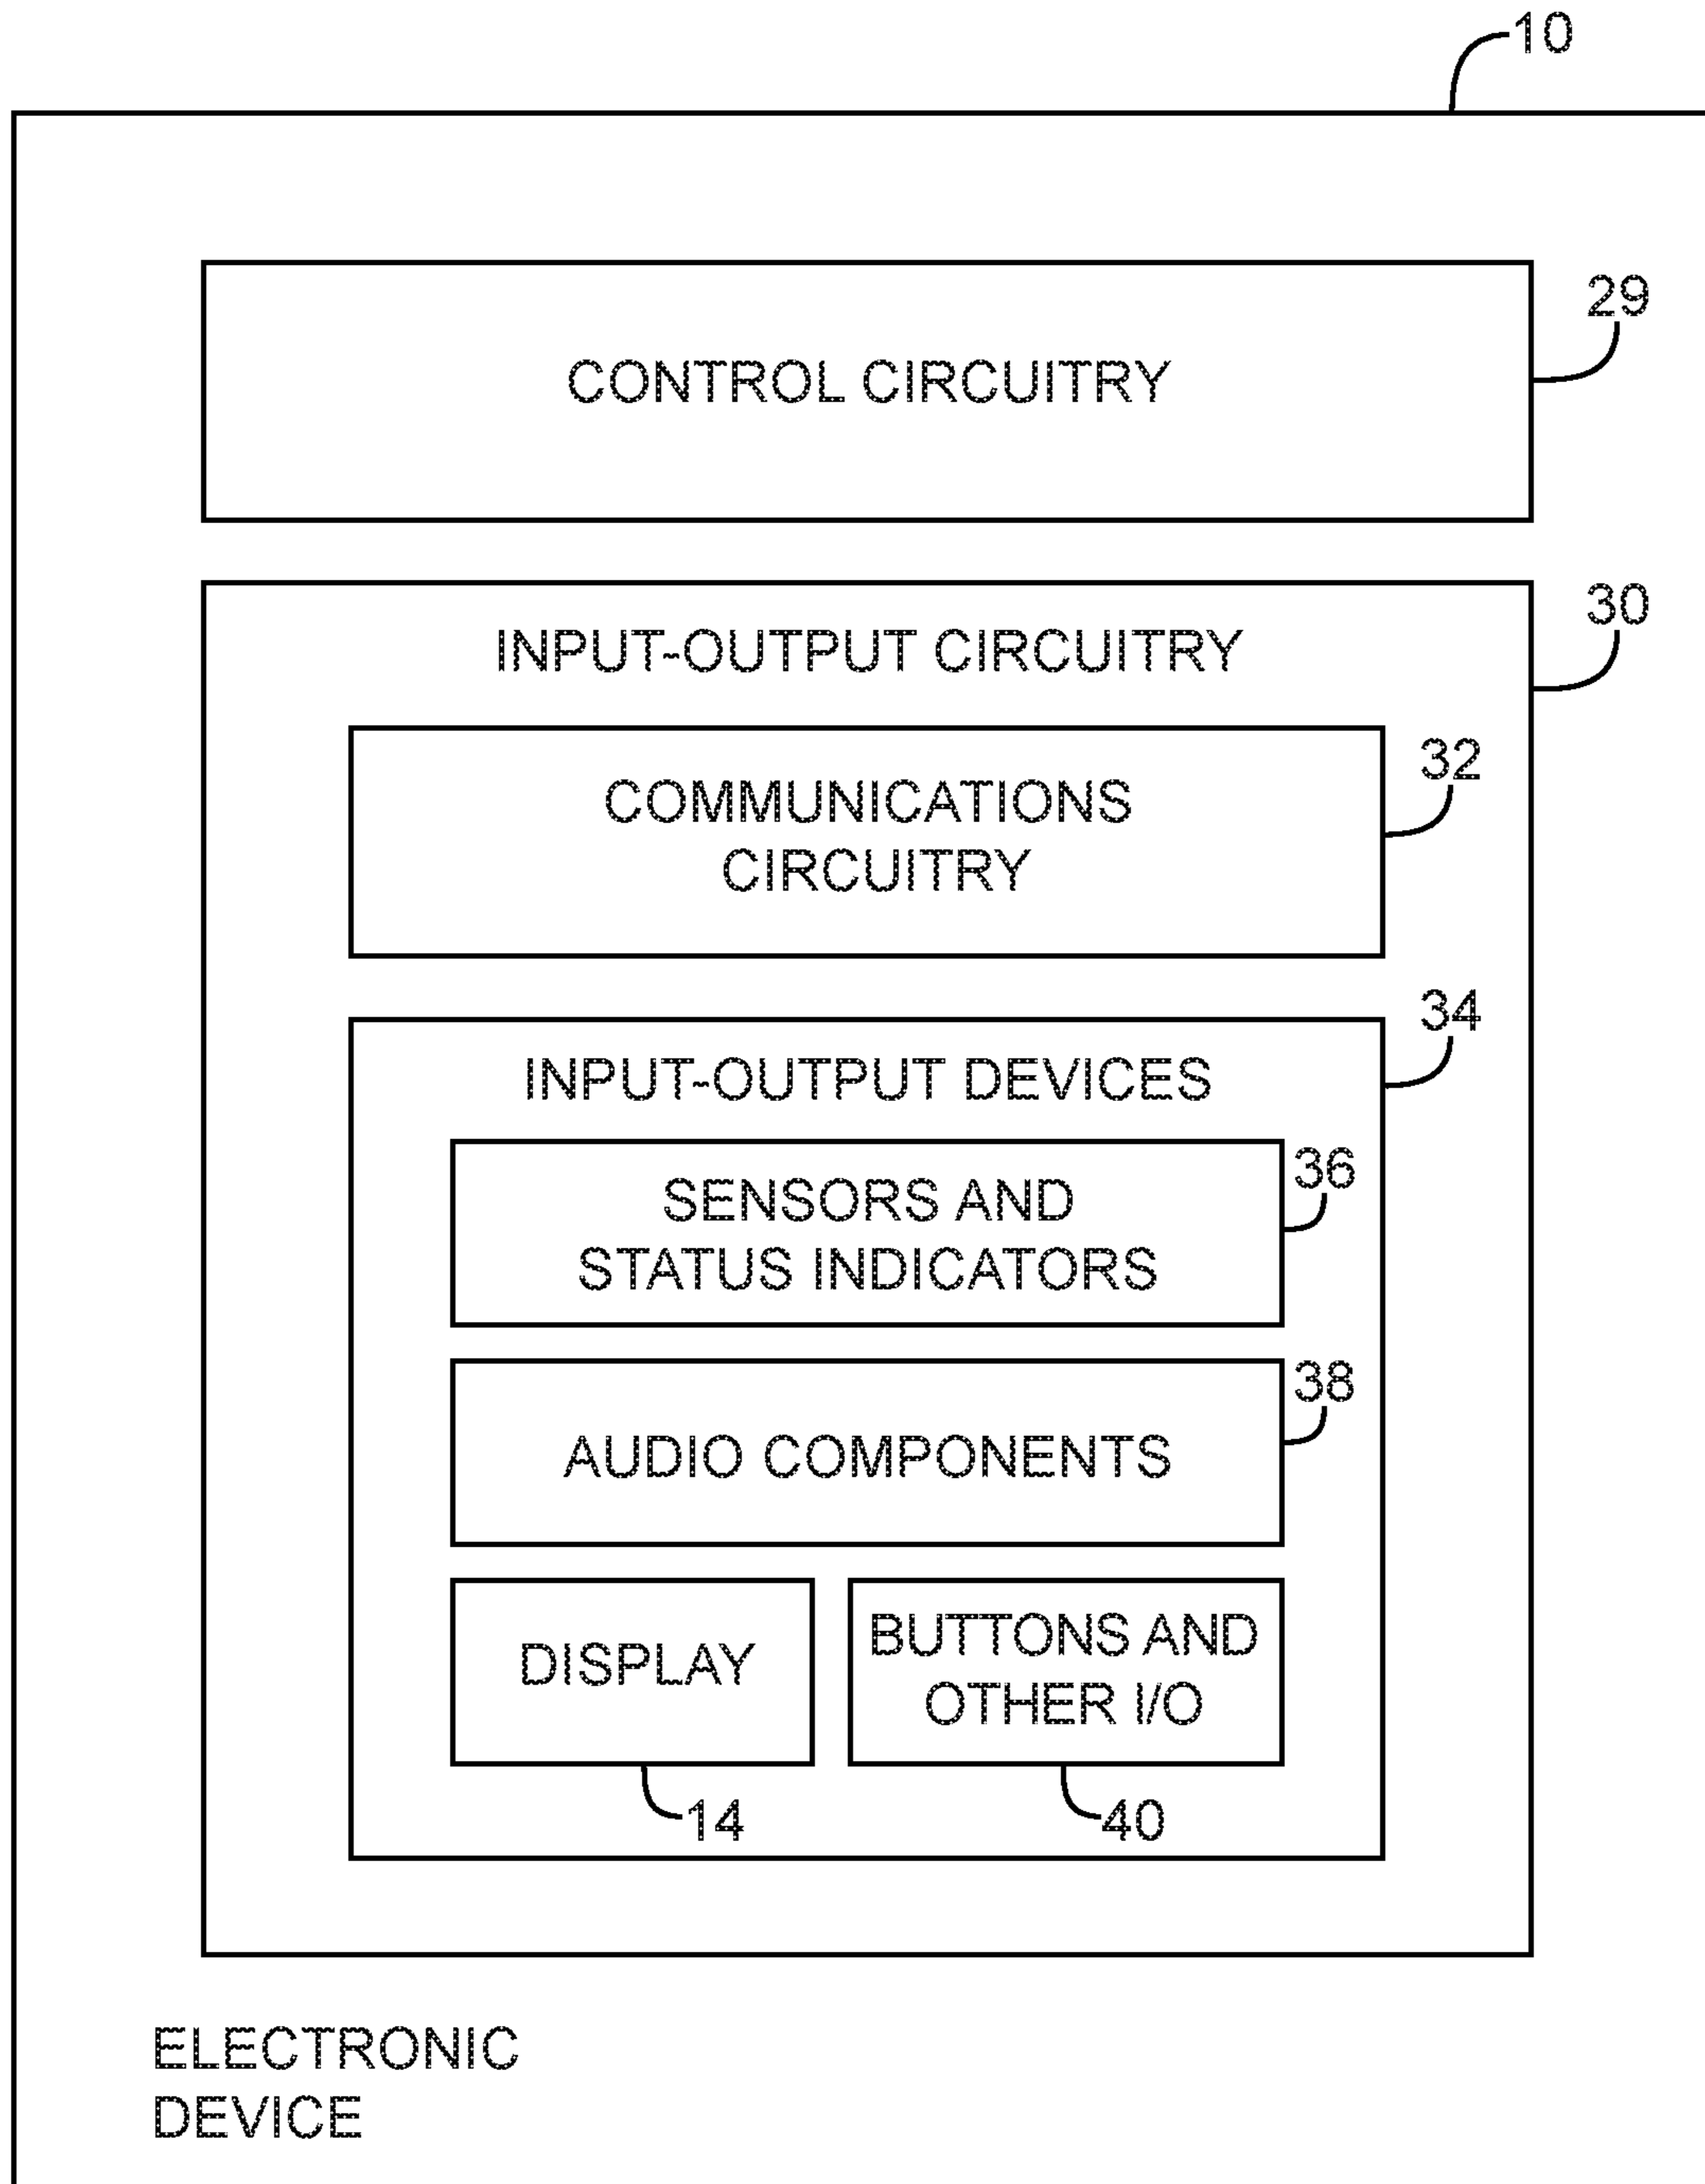 10
CONTROL CIRCUITRY
29
INPUT-OUTPUT CIRCUITRY
30
COMMUNICATIONS
CIRCUITRY
32
INPUT-OUTPUT DEVICES
34
SENSORS AND
STATUS INDICATORS
36
AUDIO COMPONENTS
38
DISPLAY
14
BUTTONS AND
OTHER I/O
40
ELECTRONIC
DEVICE